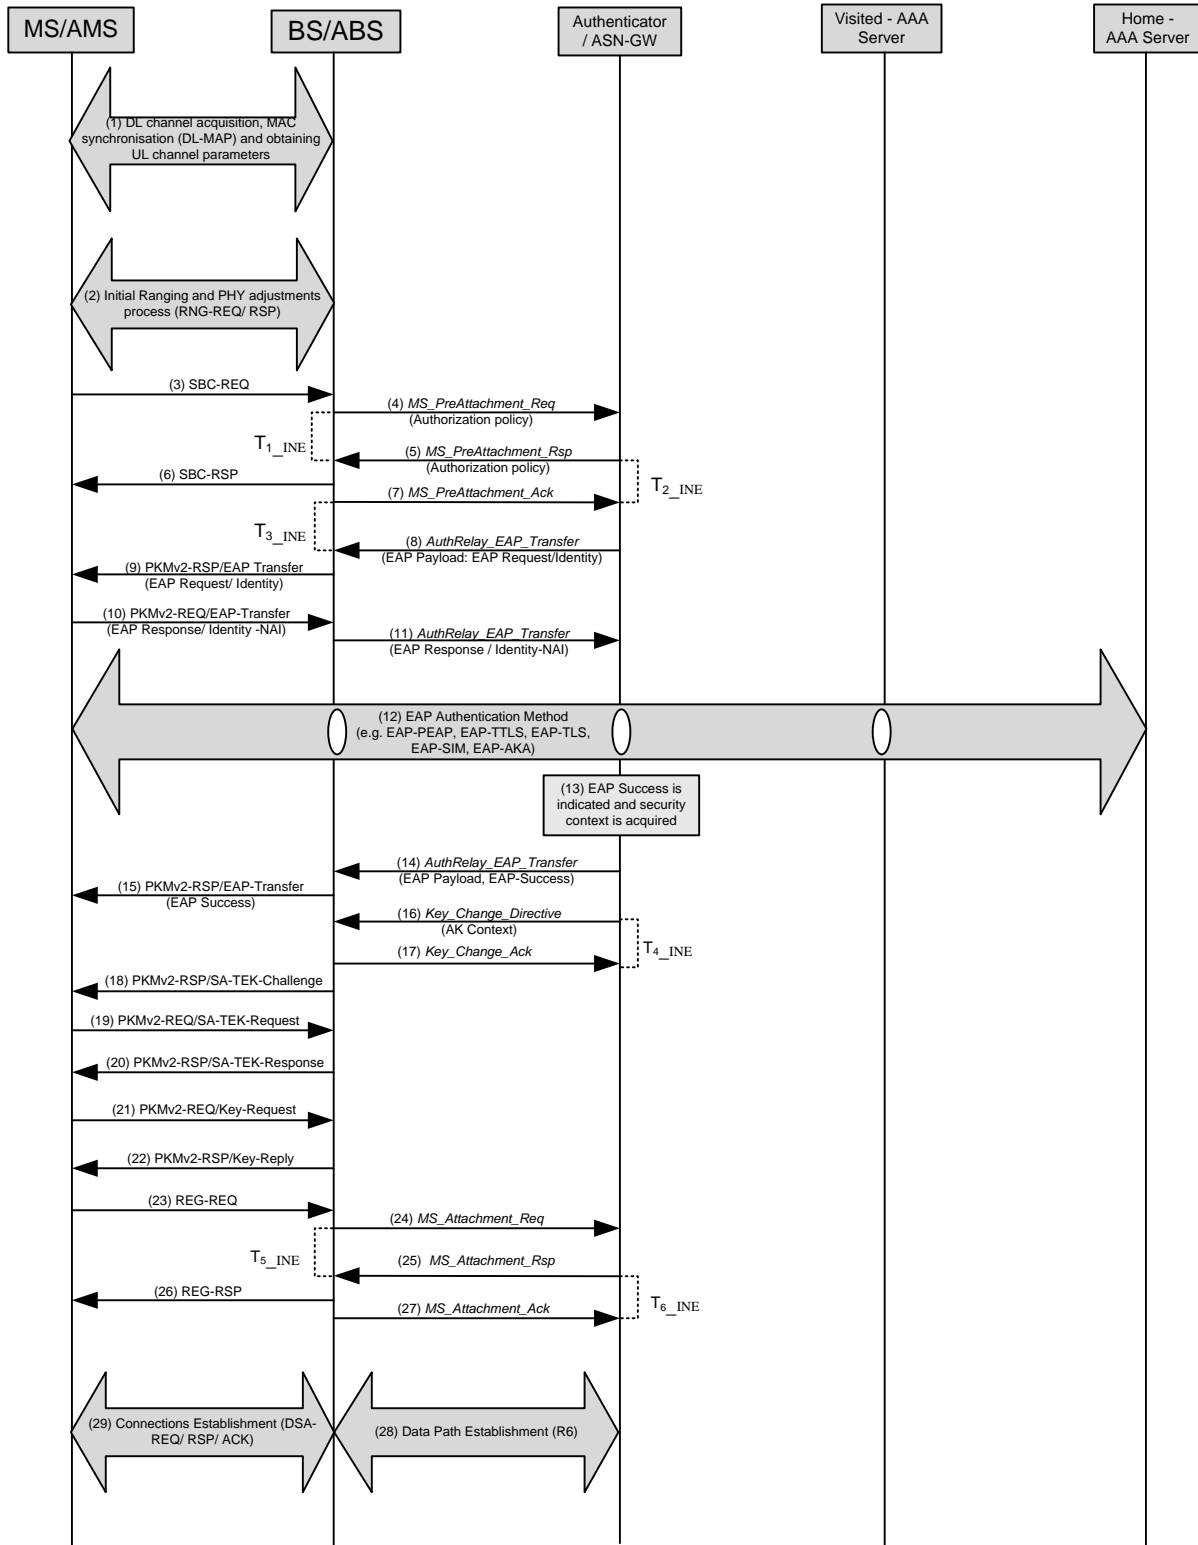 MS/AMS
BS/ABS
Authenticator
/ ASN-GW
Visited - AAA
Server
Home -
AAA Server
(1) DL channel acquisition, MAC
synchronisation (DL-MAP) and obtaining
UL channel parameters
(2) Initial Ranging and PHY adjustments
process (RNG-REQ/ RSP)
(3) SBC-REQ
(4) MS_PreAttachment_Req
(Authorization policy)
T1_INE
(5) MS_PreAttachment_Rsp
(Authorization policy)
(6) SBC-RSP
T2_INE
(7) MS_PreAttachment_Ack
T3_INE
(8) AuthRelay_EAP_Transfer
(EAP Payload: EAP Request/Identity)
(9) PKMv2-RSP/EAP Transfer
(EAP Request/ Identity)
(10) PKMv2-REQ/EAP-Transfer
(EAP Response/ Identity -NAI)
(11) AuthRelay_EAP_Transfer
(EAP Response / Identity-NAI)
(12) EAP Authentication Method
(e.g. EAP-PEAP, EAP-TTLS, EAP-TLS,
EAP-SIM, EAP-AKA)
(13) EAP Success is
indicated and security
context is acquired
(14) AuthRelay_EAP_Transfer
(EAP Payload, EAP-Success)
(15) PKMv2-RSP/EAP-Transfer
(EAP Success)
(16) Key_Change_Directive
(AK Context)
T4_INE
(17) Key_Change_Ack
(18) PKMv2-RSP/SA-TEK-Challenge
(19) PKMv2-REQ/SA-TEK-Request
(20) PKMv2-RSP/SA-TEK-Response
(21) PKMv2-REQ/Key-Request
(22) PKMv2-RSP/Key-Reply
(23) REG-REQ
(24) MS_Attachment_Req
T5_INE
(25) MS_Attachment_Rsp
(26) REG-RSP
T6_INE
(27) MS_Attachment_Ack
(29) Connections Establishment (DSA-
REQ/ RSP/ ACK)
(28) Data Path Establishment (R6)